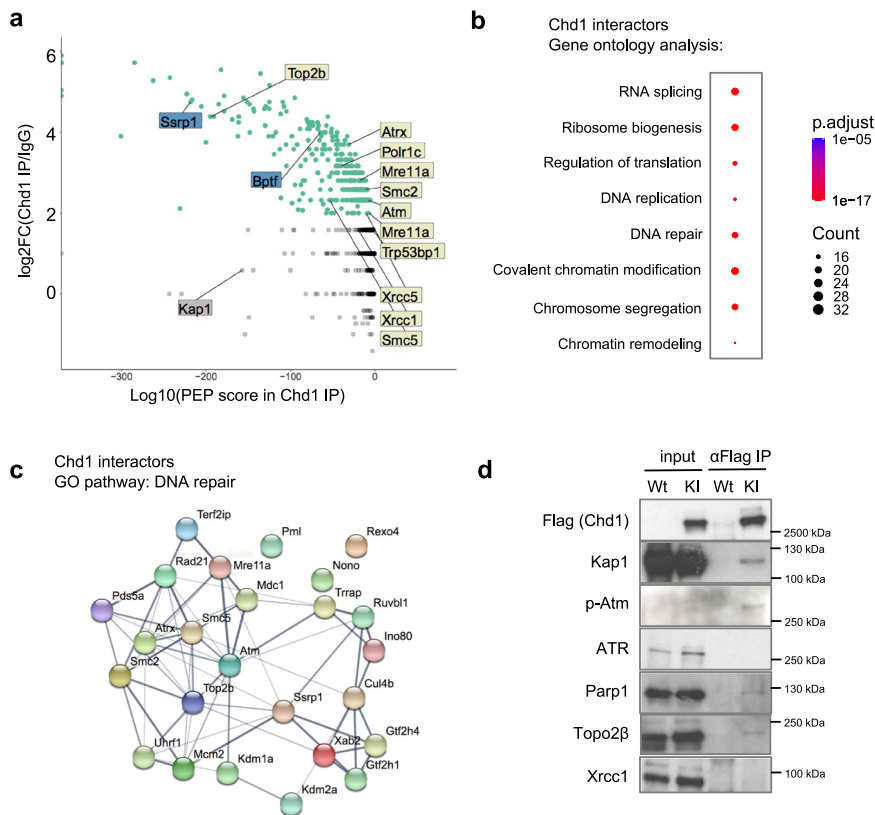 a
log2FC(Chd1 IP/IgG)
6
4
2
0
Top2b
Ssrp1
Atrx
Polr1c
Mre11a
Bptf
Smc2
Atm
Mre11a
Trp53bp1
Kap1
Xrcc5
Xrcc1
Smc5
−300
−200
−100
0
Log10(PEP score in Chd1 IP)
b
Chd1 interactors
Gene ontology analysis:
RNA splicing
Ribosome biogenesis
Regulation of translation
DNA replication
DNA repair
Covalent chromatin modification
Chromosome segregation
Chromatin remodeling
p.adjust
1e-05
1e-17
Count
16
20
24
28
32
c
Chd1 interactors
GO pathway: DNA repair
Terf2ip
Pml
Rexo4
Rad21
Mre11a
Nono
Mdc1
Trrap
Pds5a
Smc5
Ruvbl1
Atrx
Ino80
Smc2
Atm
Cul4b
Top2b
Ssrp1
Gtf2h4
Uhrf1
Mcm2
Kdm1a
Xab2
Gtf2h1
Kdm2a
d
input
αFlag IP
Wt
KI
Wt
KI
Flag (Chd1)
2500 kDa
Kap1
130 kDa
100 kDa
p-Atm
250 kDa
ATR
250 kDa
Parp1
130 kDa
Topo2β
250 kDa
Xrcc1
100 kDa